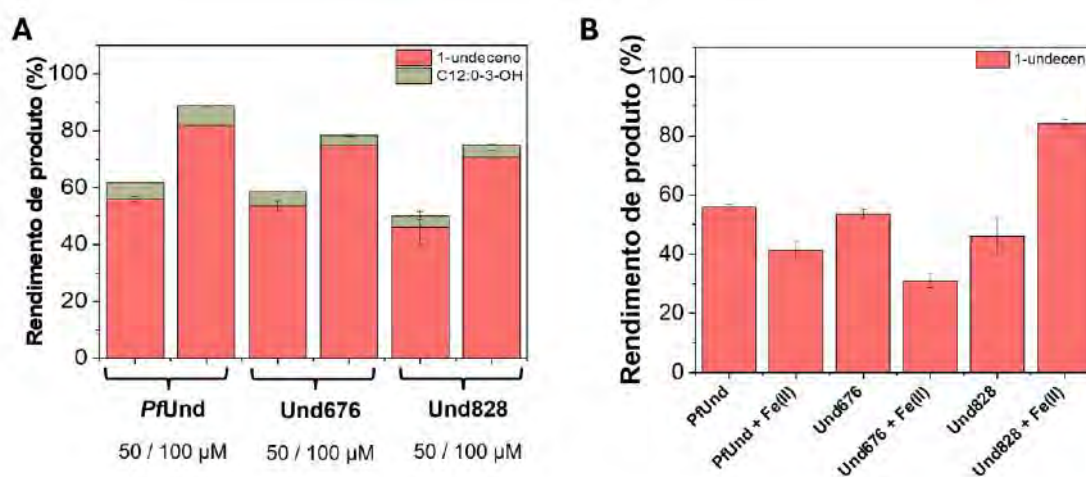 A
Rendimento de produto (%)
100
80
60
40
20
0
1-undeceno
C12:0-3-OH
PfUnd
Und676
Und828
50 / 100 µM
50 / 100 µM
50 / 100 µM
B
Rendimento de produto (%)
100
80
60
40
20
0
1-undecen
PfUnd
PfUnd + Fe(II)
Und676
Und676 + Fe(II)
Und828
Und828 + Fe(II)